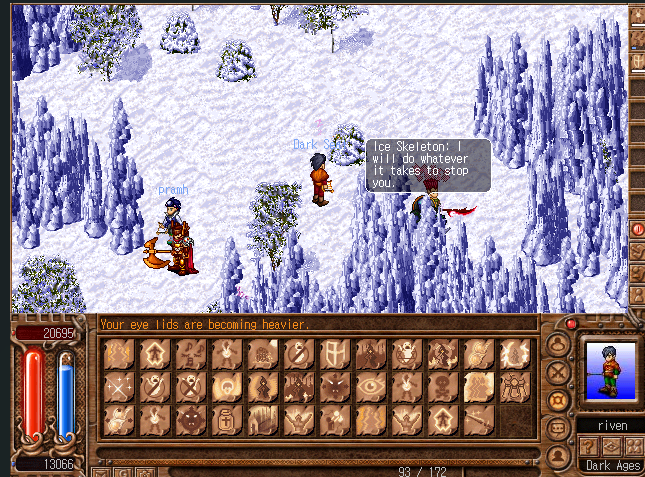 Dark S
Ice Skeleton: I
will do whatever
it takes to stop
you.
pramh
Your eye lids are becoming heavier.
20695
13066
riven
93 / 172
Dark Ages